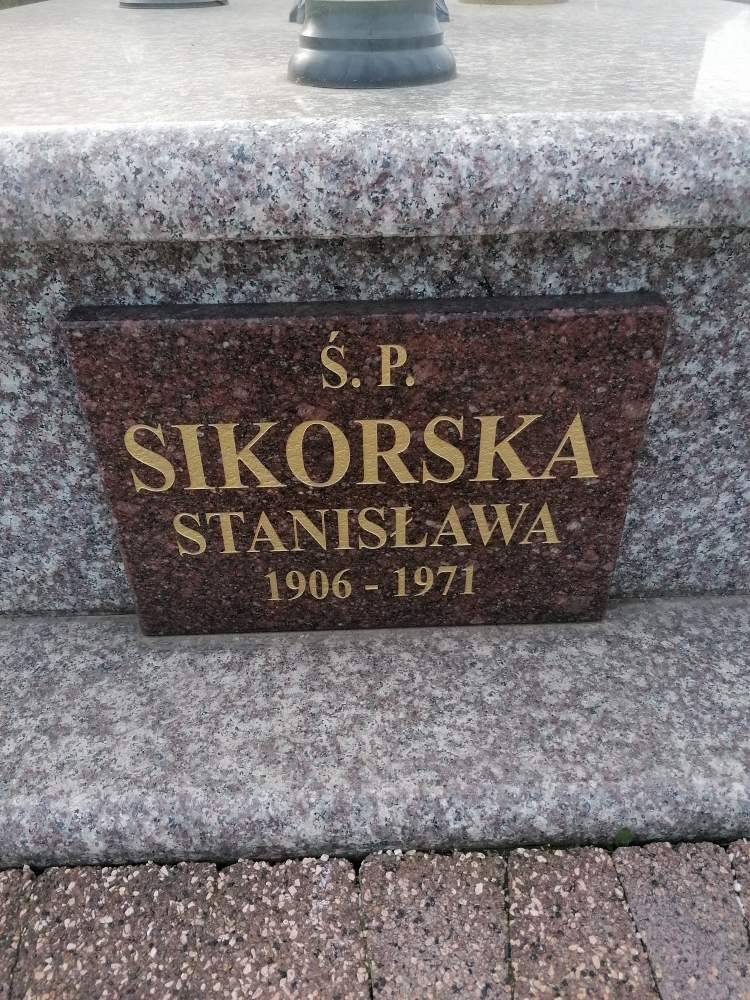 Ś. P.
SIKORSKA
STANISŁAWA
1906 - 1971